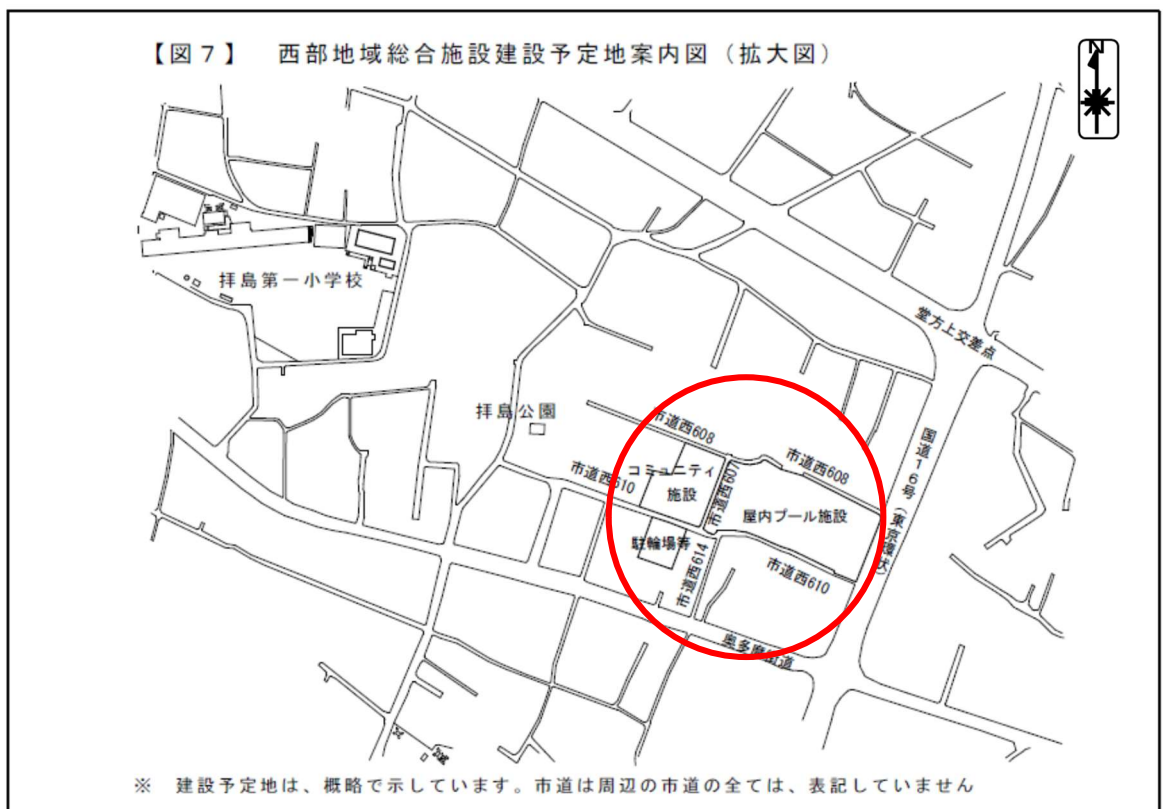 【図７】　西部地域総合施設建設予定地案内図（拡大図）
N
拝島第一小学校
堂方上交差点
拝島公園
市道西608
市道西608
国道１６号（東京環状）
コミュニティ
施設
市道西610
市道西607
屋内プール施設
駐輪場等
市道西614
市道西610
奥多摩街道
※　建設予定地は、概略で示しています。市道は周辺の市道の全ては、表記していません